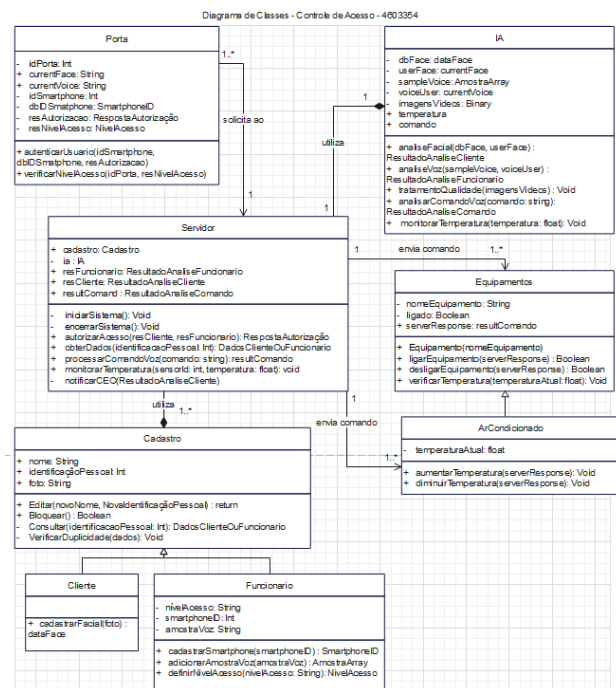 Diagrama de Classes - Controle de Acesso - 4603354
Porta
- idPorta: Int
+ currentFace: String
+ currentVoice: String
- idSmartphone: Int
- dbIDSmatphone: SmartphoneID
- resAutorizacao: RespostaAutorização
- resNivelAcesso: NivelAcesso
+ autenticarUsuario(idSmartphone,
dbIDSmatphone, resAutorizacao)
+ verificarNivelAcesso(idPorta, resNivelAcesso)
1..*
solicita ao
1
IA
- dbFace: dataFace
- userFace: currentFace
- sampleVoice: AmostraArray
- voiceUser: currentVoice
- imagensVideos: Binary
+ temperatura
+ comando
+ analiseFacial(dbFace, userFace) :
ResultadoAnaliseCliente
+ analiseVoz(sampleVoice, voiceUser) :
ResultadoAnaliseFuncionario
+ tratamentoQualidade(imagensVideos) : Void
+ analisarComandoVoz(comando: string):
ResultadoAnaliseComando
+ monitorarTemperatura(temperatura: float): Void
1
utiliza
1
Servidor
+ cadastro: Cadastro
- ia : IA
+ resFuncionario: ResultadoAnaliseFuncionario
+ resCliente: ResultadoAnaliseCliente
+ resultComand : ResultadoAnaliseComando
- iniciarSistema(): Void
- encerrarSistema():Void
+ autorizarAcesso(resCliente, resFuncionario) : RespostaAutorização
+ obterDados(identificacaoPessoal: Int): DadosClienteOuFuncionario
+ processarComandoVoz(comando: string):resultComando
+ monitorarTemperatura(sensorId: int,temperatura: float): void
- notificarCEO(ResultadoAnaliseCliente)
1
envia comando
1..*
Equipamentos
- nomeEquipamento: String
- ligado: Boolean
+ serverResponse: resultComando
+ Equipamento(nomeEquipamento)
+ ligarEquipamento(serverResponse) : Boolean
+ desligarEquipamento(serverResponse) : Boolean
+ verificarTemperatura(temperaturaAtual: float): Void
utiliza
1..*
1
envia comando
1..*
ArCondicionado
- temperaturaAtual: float
+ aumentarTemperatura(serverResponse): Void
+ diminuirTemperatura(serverResponse): Void
Cadastro
+ nome: String
+ identificaçãoPessoal: Int
+ foto: String
+ Editar(novoNome, NovaIdentificaçãoPessoal) : return
+ Bloquear() : Boolean
- Consultar(identificacaoPessoal: Int): DadosClienteOuFuncionario
- VerificarDuplicidade(dados): Void
Cliente
+ cadastrarFacial(foto) :
dataFace
Funcionario
- nívelAcesso: String
- smartphoneID: Int
- amostraVoz: String
+ cadastrarSmartphone(smartphoneID) : SmartphoneID
+ adicionarAmostraVoz(amostraVoz) : AmostraArray
+ definirNivelAcesso(nivelAcesso: String): NivelAcesso